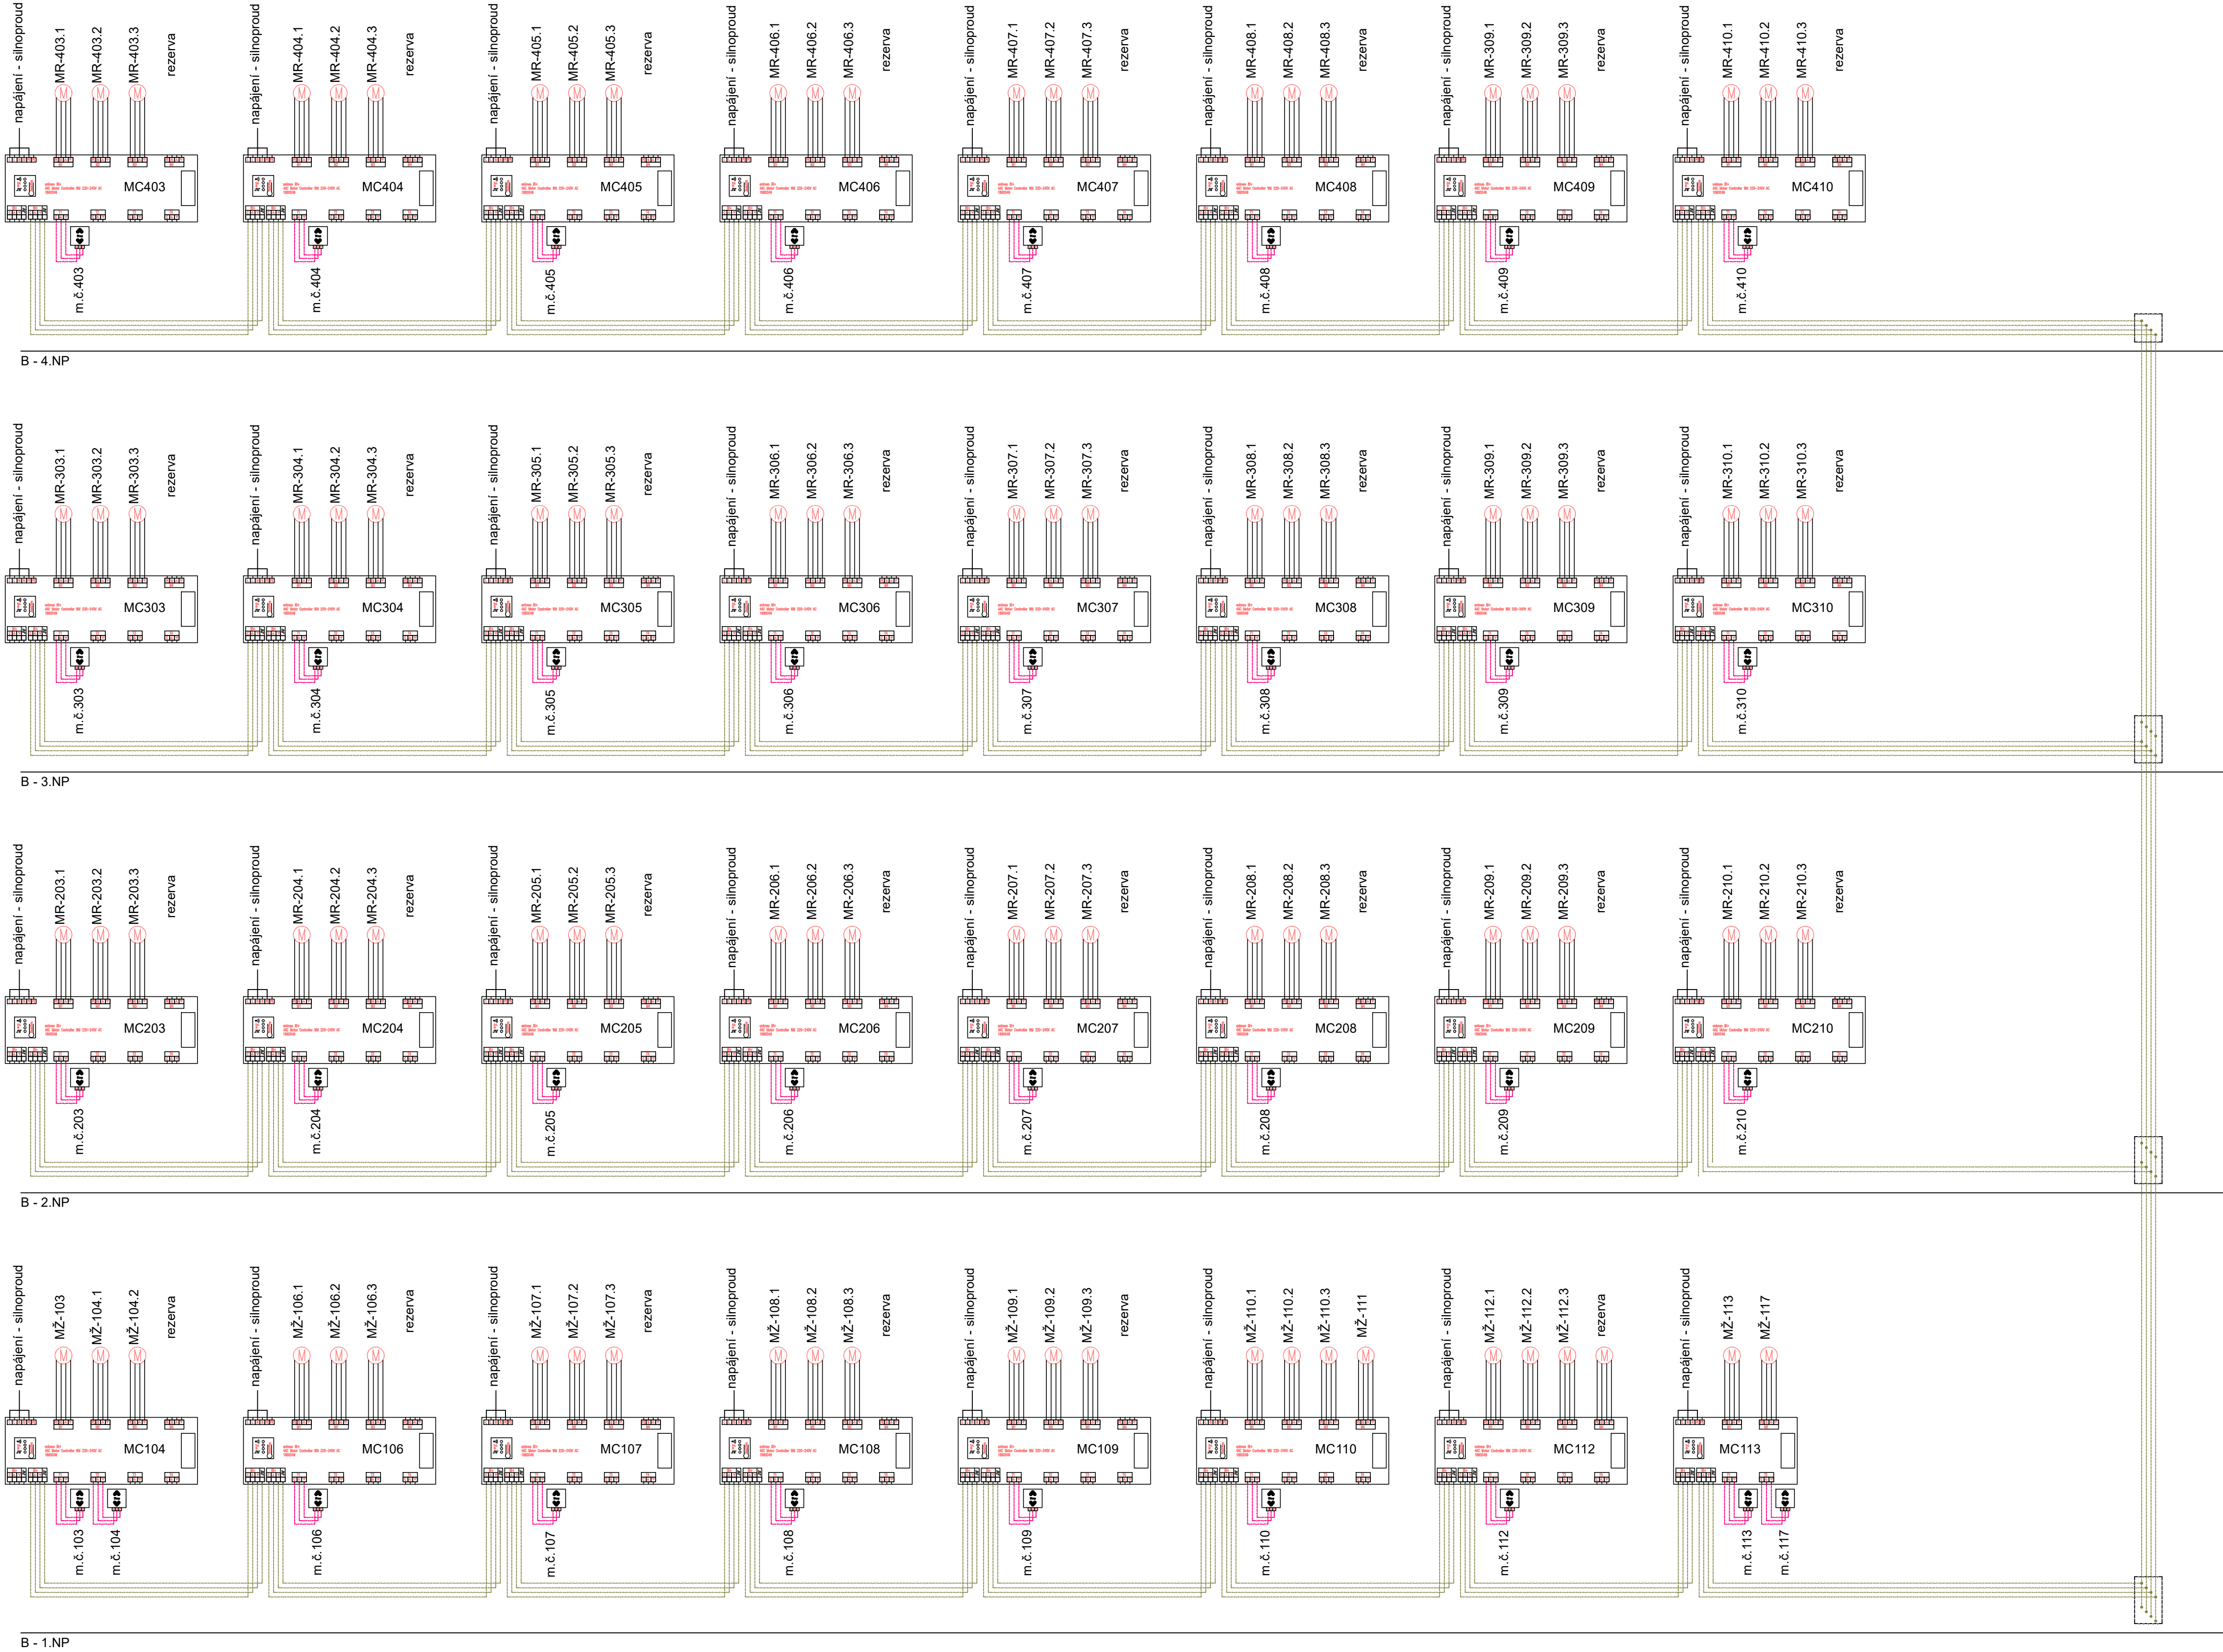 napájení - silnoproud MR-403.1 MR-403.2 MR-403.3 rezerva
M M M
MC403
m.č.403
napájení - silnoproud MR-404.1 MR-404.2 MR-404.3 rezerva
M M M
MC404
m.č.404
napájení - silnoproud MR-405.1 MR-405.2 MR-405.3 rezerva
M M M
MC405
m.č.405
napájení - silnoproud MR-406.1 MR-406.2 MR-406.3 rezerva
M M M
MC406
m.č.406
napájení - silnoproud MR-407.1 MR-407.2 MR-407.3 rezerva
M M M
MC407
m.č.407
napájení - silnoproud MR-408.1 MR-408.2 MR-408.3 rezerva
M M M
MC408
m.č.408
napájení - silnoproud MR-309.1 MR-309.2 MR-309.3 rezerva
M M M
MC409
m.č.409
napájení - silnoproud MR-410.1 MR-410.2 MR-410.3 rezerva
M M M
MC410
m.č.410
B - 4.NP
napájení - silnoproud MR-303.1 MR-303.2 MR-303.3 rezerva
M M M
MC303
m.č.303
napájení - silnoproud MR-304.1 MR-304.2 MR-304.3 rezerva
M M M
MC304
m.č.304
napájení - silnoproud MR-305.1 MR-305.2 MR-305.3 rezerva
M M M
MC305
m.č.305
napájení - silnoproud MR-306.1 MR-306.2 MR-306.3 rezerva
M M M
MC306
m.č.306
napájení - silnoproud MR-307.1 MR-307.2 MR-307.3 rezerva
M M M
MC307
m.č.307
napájení - silnoproud MR-308.1 MR-308.2 MR-308.3 rezerva
M M M
MC308
m.č.308
napájení - silnoproud MR-309.1 MR-309.2 MR-309.3 rezerva
M M M
MC309
m.č.309
napájení - silnoproud MR-310.1 MR-310.2 MR-310.3 rezerva
M M M
MC310
m.č.310
B - 3.NP
napájení - silnoproud MR-203.1 MR-203.2 MR-203.3 rezerva
M M M
MC203
m.č.203
napájení - silnoproud MR-204.1 MR-204.2 MR-204.3 rezerva
M M M
MC204
m.č.204
napájení - silnoproud MR-205.1 MR-205.2 MR-205.3 rezerva
M M M
MC205
m.č.205
napájení - silnoproud MR-206.1 MR-206.2 MR-206.3 rezerva
M M M
MC206
m.č.206
napájení - silnoproud MR-207.1 MR-207.2 MR-207.3 rezerva
M M M
MC207
m.č.207
napájení - silnoproud MR-208.1 MR-208.2 MR-208.3 rezerva
M M M
MC208
m.č.208
napájení - silnoproud MR-209.1 MR-209.2 MR-209.3 rezerva
M M M
MC209
m.č.209
napájení - silnoproud MR-210.1 MR-210.2 MR-210.3 rezerva
M M M
MC210
m.č.210
B - 2.NP
napájení - silnoproud MŽ-103 MŽ-104.1 MŽ-104.2 rezerva
M M M
MC104
m.č.103 m.č.104
napájení - silnoproud MŽ-106.1 MŽ-106.2 MŽ-106.3 rezerva
M M M
MC106
m.č.106
napájení - silnoproud MŽ-107.1 MŽ-107.2 MŽ-107.3 rezerva
M M M
MC107
m.č.107
napájení - silnoproud MŽ-108.1 MŽ-108.2 MŽ-108.3 rezerva
M M M
MC108
m.č.108
napájení - silnoproud MŽ-109.1 MŽ-109.2 MŽ-109.3 rezerva
M M M
MC109
m.č.109
napájení - silnoproud MŽ-110.1 MŽ-110.2 MŽ-110.3 MŽ-111
M M M M
MC110
m.č.110
napájení - silnoproud MŽ-112.1 MŽ-112.2 MŽ-112.3 rezerva
M M M M
MC112
m.č.112
napájení - silnoproud MŽ-113 MŽ-117
M M
MC113
m.č.113 m.č.117
B - 1.NP